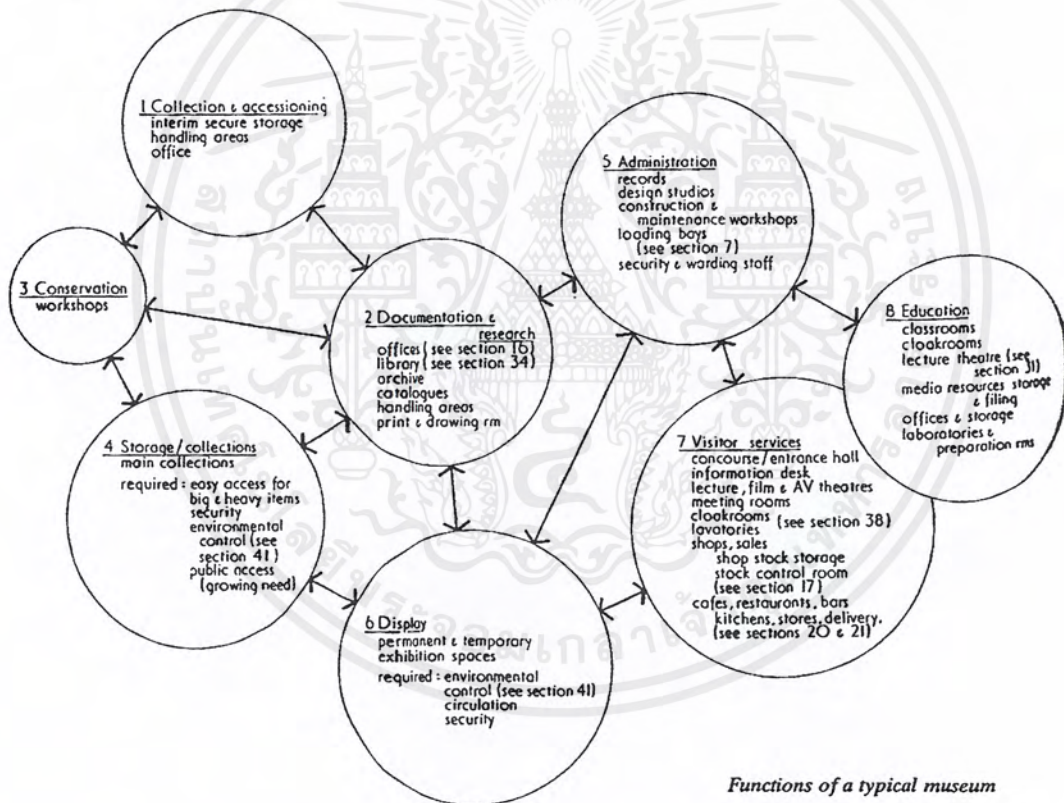 1 Collection & accessioning
interim secure storage
handling areas
office
3 Conservation
workshops
2 Documentation &
research
offices (see section 16)
library (see section 34)
archive
catalogues
handling areas
print & drawing rm
4 Storage/collections
main collections
required : easy access for
big & heavy items
security
environmental
control (see
section 41)
public access
(growing need)
5 Administration
records
design studios
construction &
maintenance workshops
loading bays
(see section 7)
security & warding staff
6 Display
permanent & temporary
exhibition spaces
required : environmental
control (see section 41)
circulation
security
7 Visitor services
concourse/entrance hall
information desk
lecture, film & AV theatres
meeting rooms
cloakrooms (see section 38)
lavatories
shops, sales
shop stock storage
stock control room
(see section 17)
cafes, restaurants, bars
kitchens, stores, delivery.
(see sections 20 & 21)
8 Education
classrooms
cloakrooms
lecture theatre (see
section 31)
media resources storage
& filing
offices & storage
laboratories &
preparation rms
Functions of a typical museum